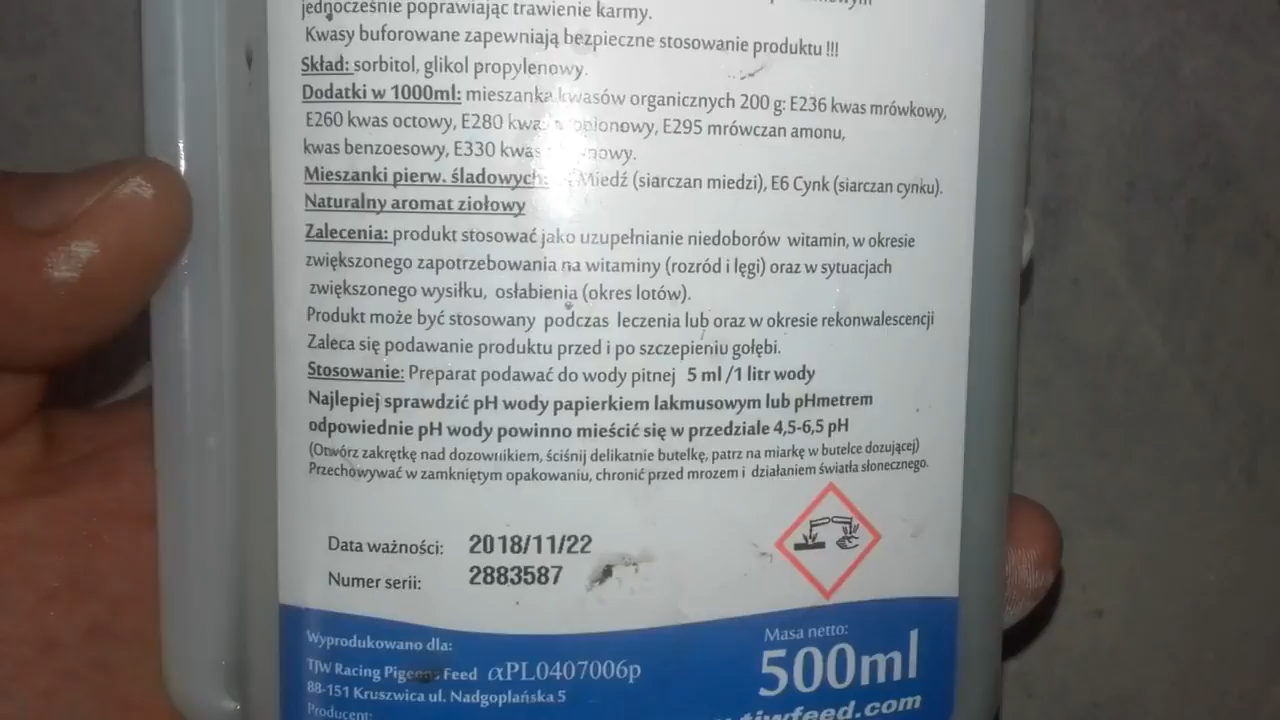 jednocześnie poprawiając trawienie karmy.
Kwasy buforowane zapewniają bezpieczne stosowanie produktu !!!
Skład: sorbitol, glikol propylenowy.
Dodatki w 1000ml: mieszanka kwasów organicznych 200 g: E236 kwas mrówkowy,
E260 kwas octowy, E280 kwas propionowy, E295 mrówczan amonu,
kwas benzoesowy, E330 kwas
Mieszanki pierw. śladowych: Miedź (siarczan miedzi), E6 Cynk (siarczan cynku).
Naturalny aromat ziołowy
Zalecenia: produkt stosować jako uzupełnianie niedoborów witamin, w okresie
zwiększonego zapotrzebowania na witaminy (rozród i lęgi) oraz w sytuacjach
zwiększonego wysiłku, osłabienia (okres lotów).
Produkt może być stosowany podczas leczenia lub oraz w okresie rekonwalescencji
Zaleca się podawanie produktu przed i po szczepieniu gołębi.
Stosowanie: Preparat podawać do wody pitnej 5 ml /1 litr wody
Najlepiej sprawdzić pH wody papierkiem lakmusowym lub pHmetrem
odpowiednie pH wody powinno mieścić się w przedziale 4,5-6,5 pH
(Otwórz zakrętkę nad dozownikiem, ściśnij delikatnie butelkę, patrz na miarkę w butelce dozującej)
Przechowywać w zamkniętym opakowaniu, chronić przed mrozem i działaniem światła słonecznego.
Data ważności: 2018/11/22
Numer serii: 2883587
Wyprodukowano dla:
TJW Racing Pigeons Feed αPL0407006p
88-151 Kruszwica ul. Nadgoplańska 5
Producent:
Masa netto:
500ml
tjwfeed.com